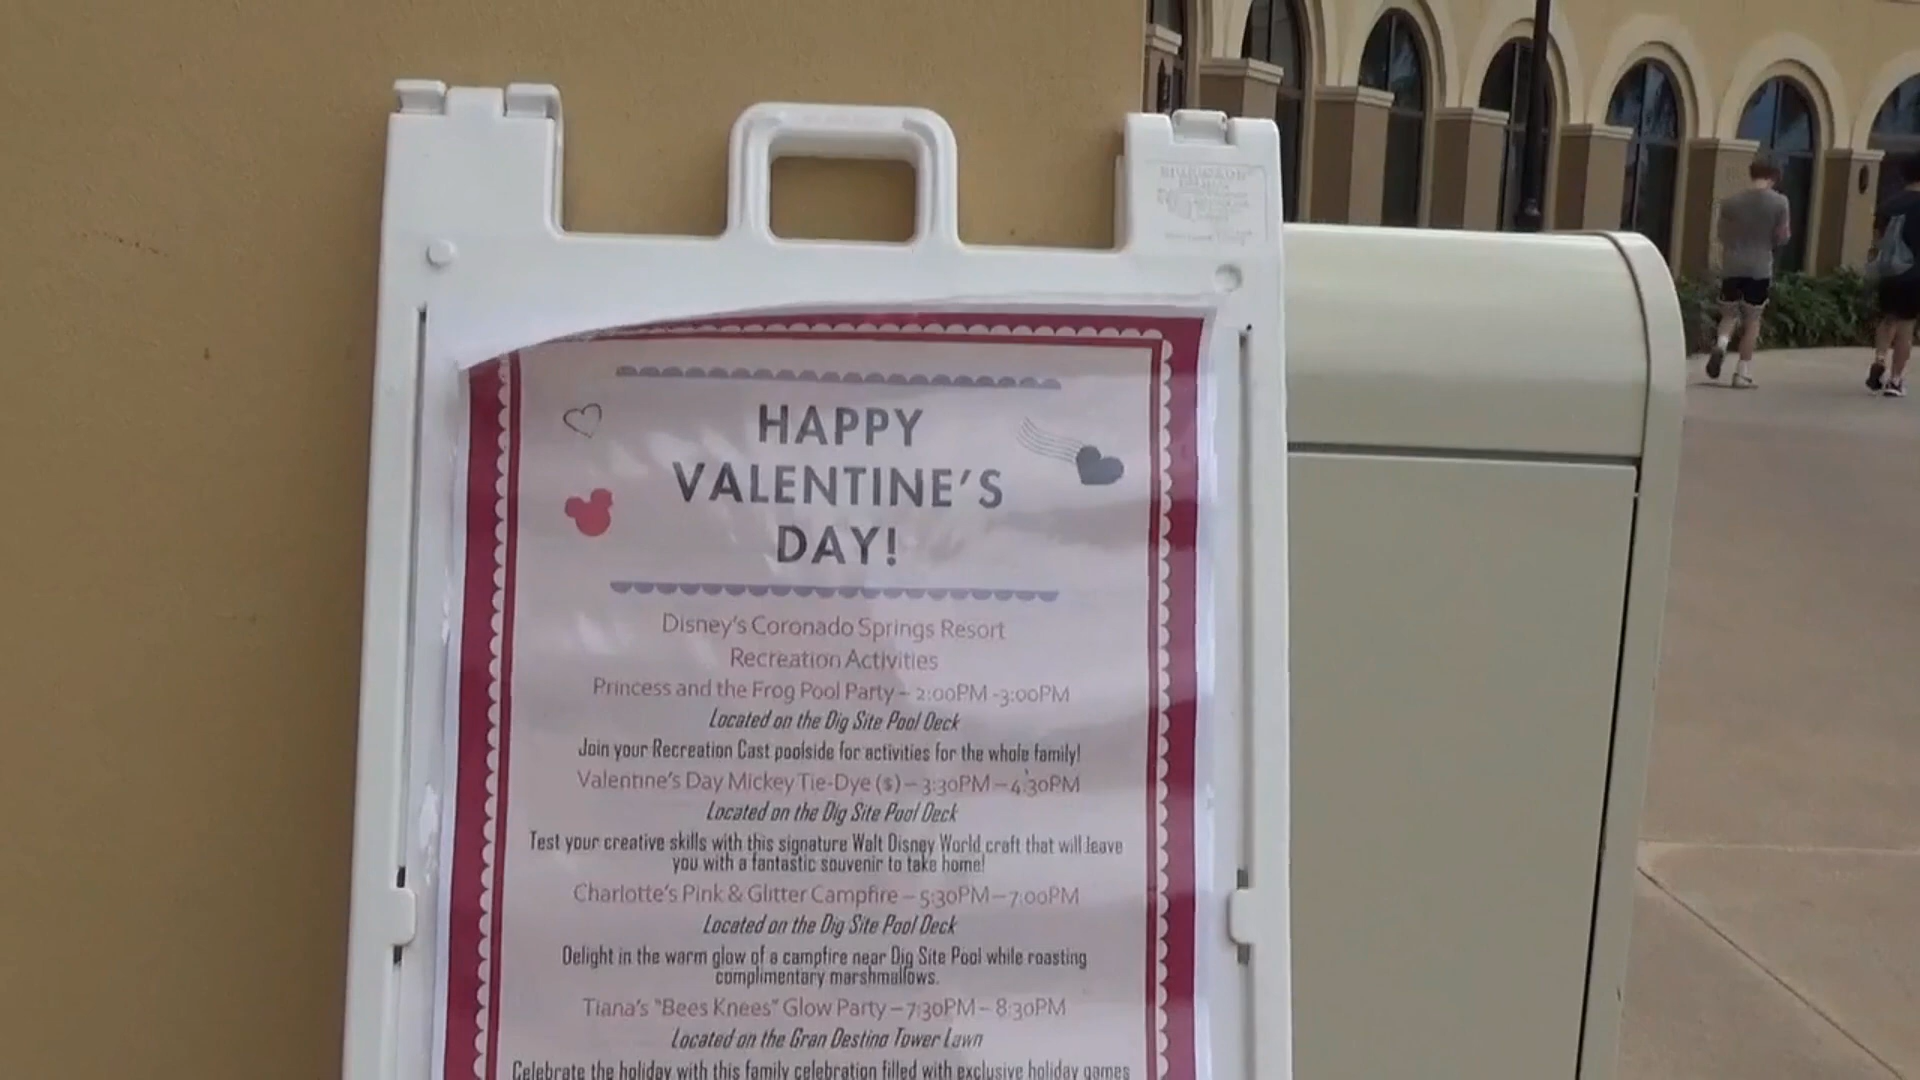 HAPPY
VALENTINE'S
DAY!
Disney's Coronado Springs Resort
Recreation Activities
Princess and the Frog Pool Party – 2:00PM -3:00PM
Located on the Dig Site Pool Deck
Join your Recreation Cast poolside for activities for the whole family!
Valentine's Day Mickey Tie-Dye ($) – 3:30PM – 4:30PM
Located on the Dig Site Pool Deck
Test your creative skills with this signature Walt Disney World craft that will leave
you with a fantastic souvenir to take home!
Charlotte's Pink & Glitter Campfire – 5:30PM – 7:00PM
Located on the Dig Site Pool Deck
Delight in the warm glow of a campfire near Dig Site Pool while roasting
complimentary marshmallows.
Tiana's "Bees Knees" Glow Party – 7:30PM – 8:30PM
Located on the Gran Destino Tower Lawn
Celebrate the holiday with this family celebration filled with exclusive holiday games